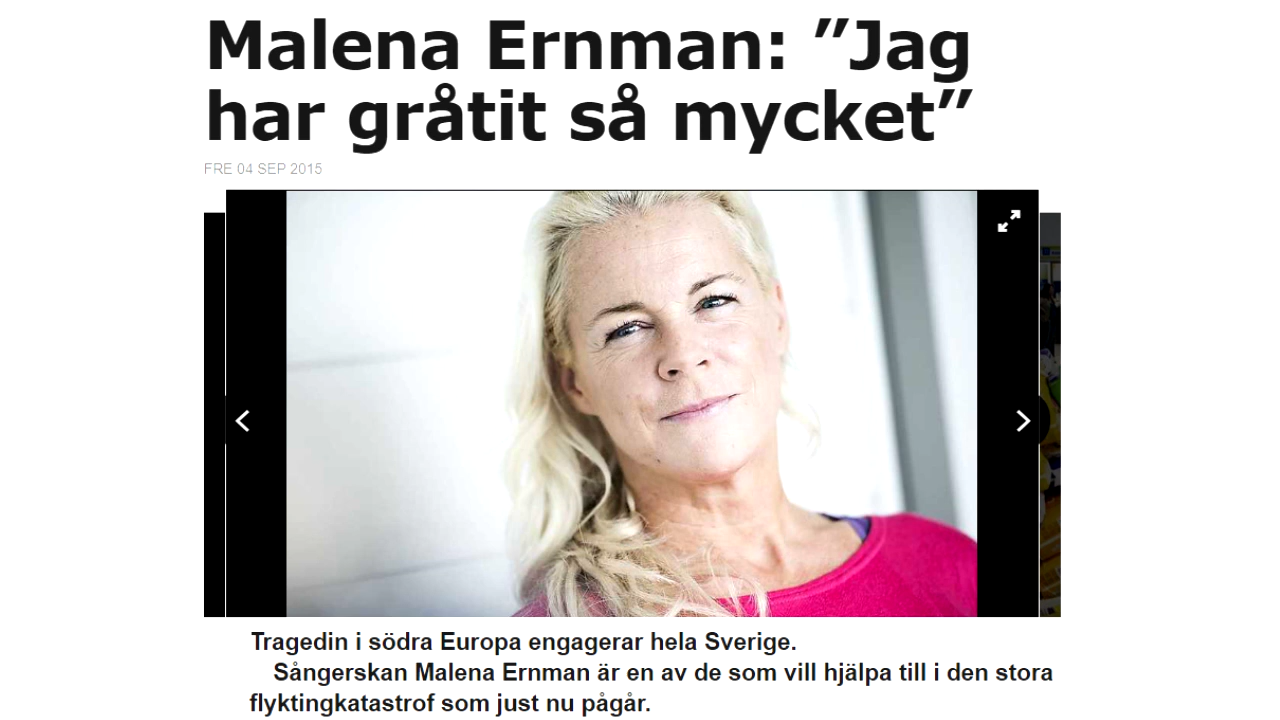 Malena Ernman: ”Jag
har gråtit så mycket”
FRE 04 SEP 2015
Tragedin i södra Europa engagerar hela Sverige.
Sångerskan Malena Ernman är en av de som vill hjälpa till i den stora
flyktingkatastrof som just nu pågår.